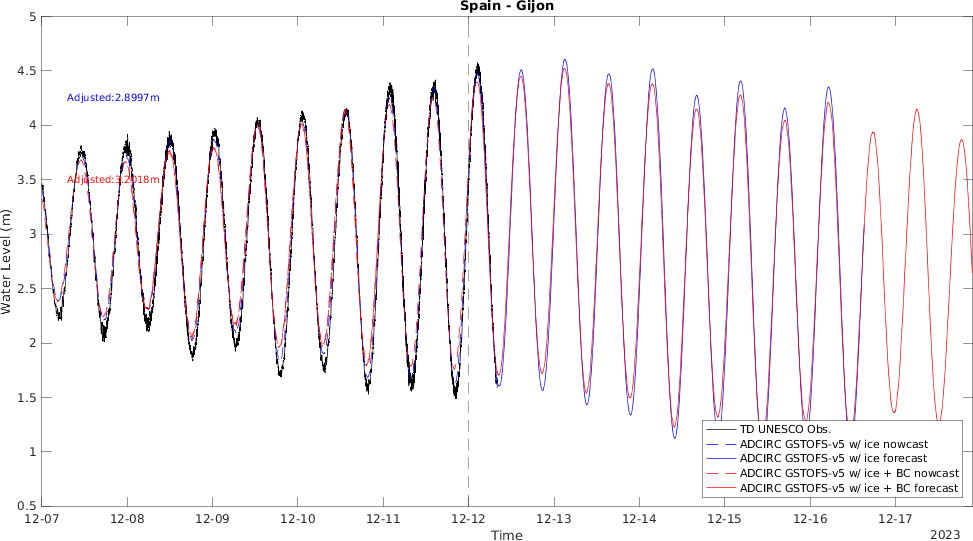 Spain - Gijon
5
4.5
4
3.5
3
2.5
2
1.5
1
0.5
Water Level (m)
Adjusted:2.8997m
Adjusted:3.2018m
TD UNESCO Obs.
ADCIRC GSTOFS-v5 w/ ice nowcast
ADCIRC GSTOFS-v5 w/ ice forecast
ADCIRC GSTOFS-v5 w/ ice + BC nowcast
ADCIRC GSTOFS-v5 w/ ice + BC forecast
12-07 12-08 12-09 12-10 12-11 12-12 12-13 12-14 12-15 12-16 12-17
Time
2023